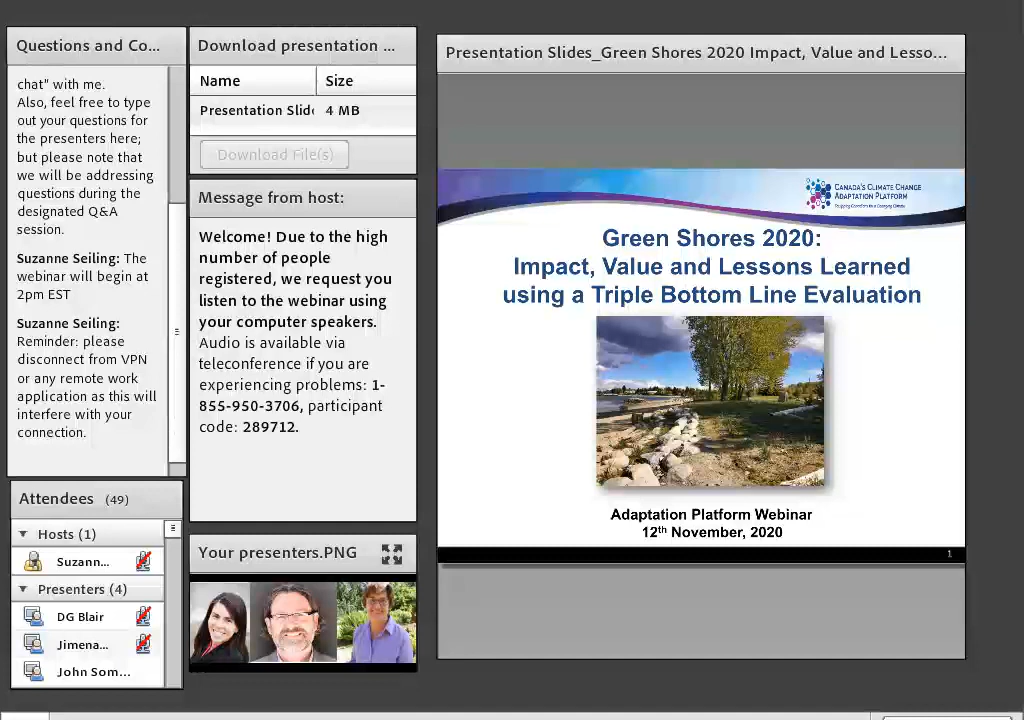 Questions and Co...
chat" with me.
Also, feel free to type
out your questions for
the presenters here;
but please note that
we will be addressing
questions during the
designated Q&A
session.
Suzanne Seiling: The
webinar will begin at
2pm EST
Suzanne Seiling:
Reminder: please
disconnect from VPN
or any remote work
application as this will
interfere with your
connection.
Attendees (49)
Hosts (1)
Suzann...
Presenters (4)
DG Blair
Jimena...
John Som...
Download presentation ...
Name Size
Presentation Slid 4 MB
Download File(s)
Message from host:
Welcome! Due to the high
number of people
registered, we request you
listen to the webinar using
your computer speakers.
Audio is available via
teleconference if you are
experiencing problems: 1-
855-950-3706, participant
code: 289712.
Your presenters.PNG
Presentation Slides_Green Shores 2020 Impact, Value and Lesso...
CANADA'S CLIMATE CHANGE
ADAPTATION PLATFORM
Green Shores 2020:
Impact, Value and Lessons Learned
using a Triple Bottom Line Evaluation
Adaptation Platform Webinar
12th November, 2020
1